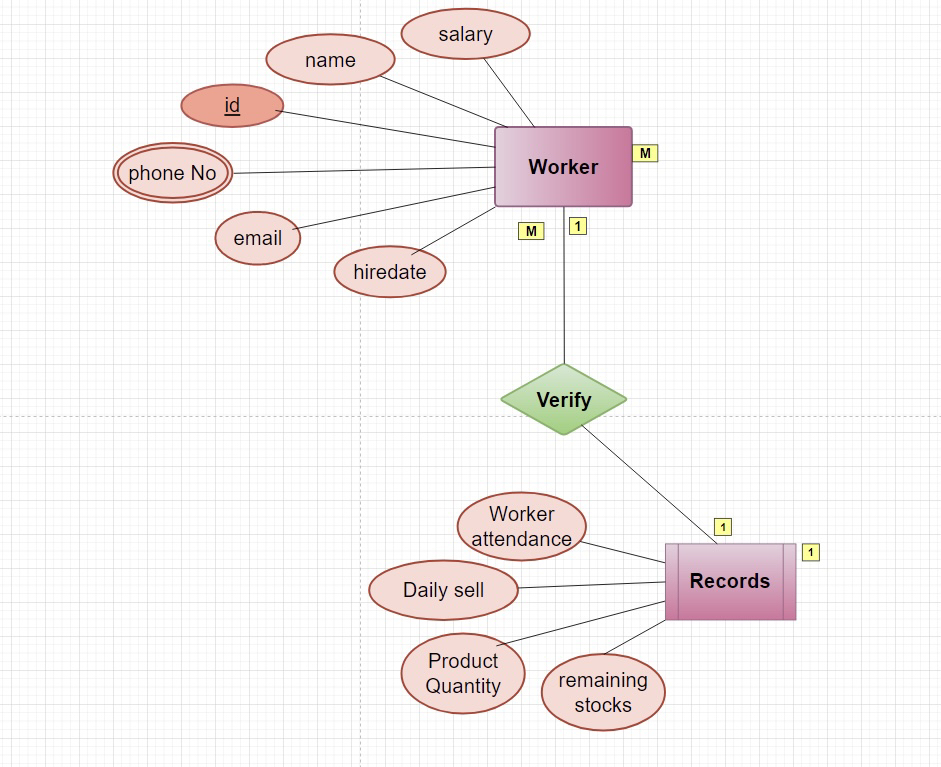 salary
name
id
phone No
email
hiredate
Worker
M
M
1
Verify
1
1
Records
Worker
attendance
Daily sell
Product
Quantity
remaining
stocks